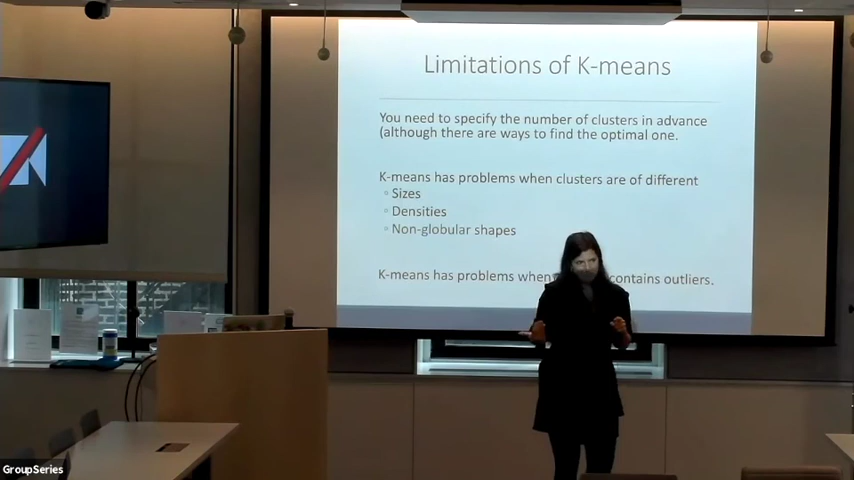 Limitations of K-means
You need to specify the number of clusters in advance
(although there are ways to find the optimal one.
K-means has problems when clusters are of different
◦ Sizes
◦ Densities
◦ Non-globular shapes
K-means has problems when contains outliers.
GroupSeries